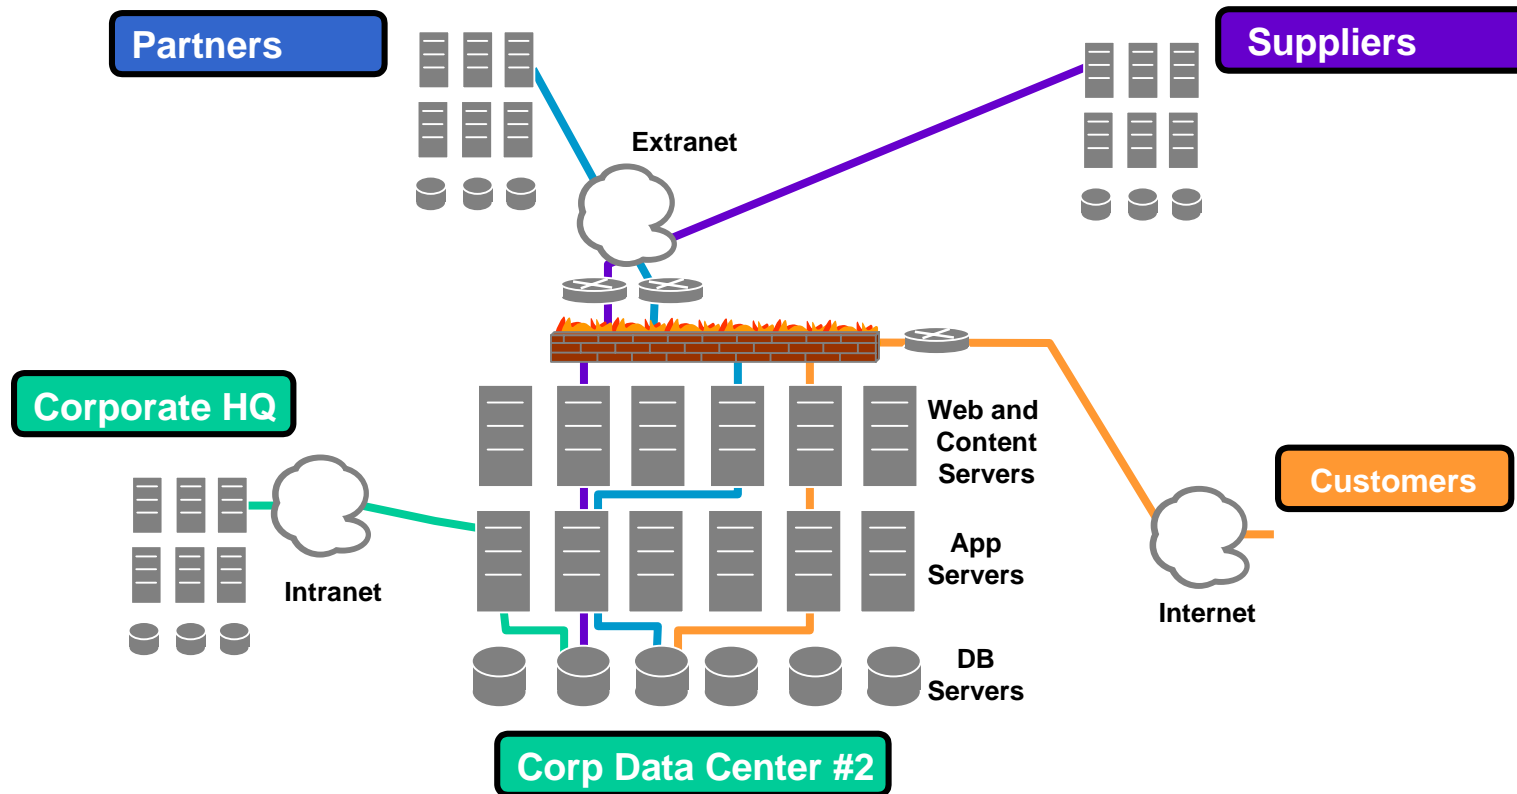 Partners
Suppliers
Extranet
Corporate HQ
Web and
Content
Servers
Customers
App
Servers
Intranet
Internet
DB
Servers
Corp Data Center #2